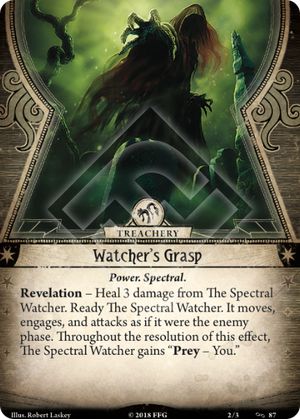 TREACHERY
Watcher's Grasp
Power. Spectral.
Revelation – Heal 3 damage from The Spectral
Watcher. Ready The Spectral Watcher. It moves,
engages, and attacks as if it were the enemy
phase. Throughout the resolution of this effect,
The Spectral Watcher gains “Prey – You.”
Illus. Robert Laskey © 2018 FFG 2/3 87